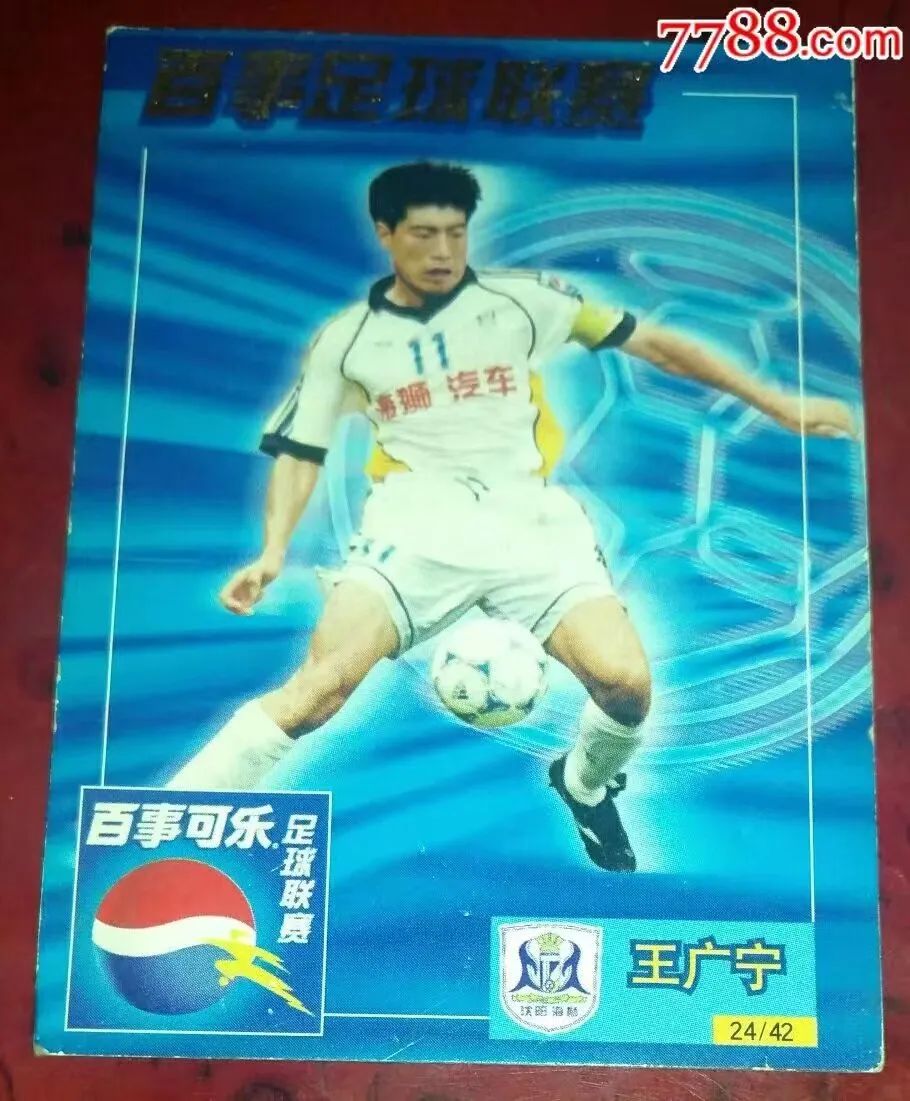 7788.com
百事足球联赛
11
海狮 汽车
11
百事可乐
足球联赛
沈阳海狮
王广宁
24/42